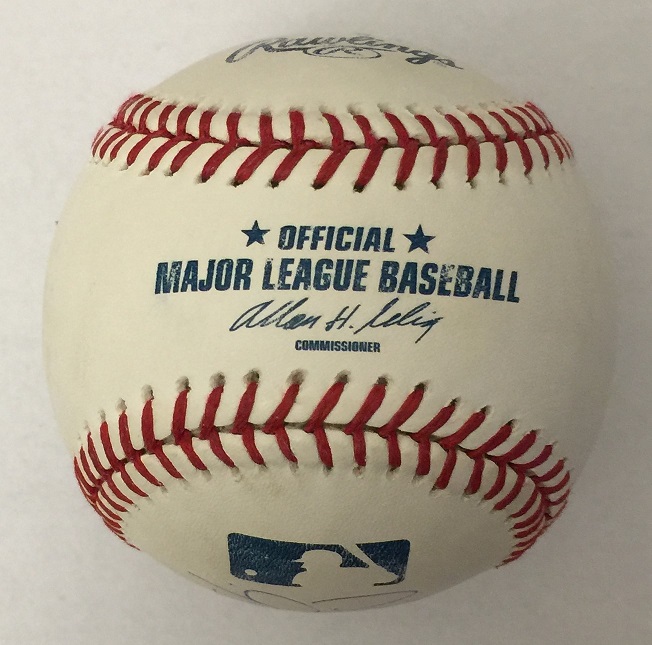 Rawlings
★ OFFICIAL ★
MAJOR LEAGUE BASEBALL
Allan H. Selig
COMMISSIONER